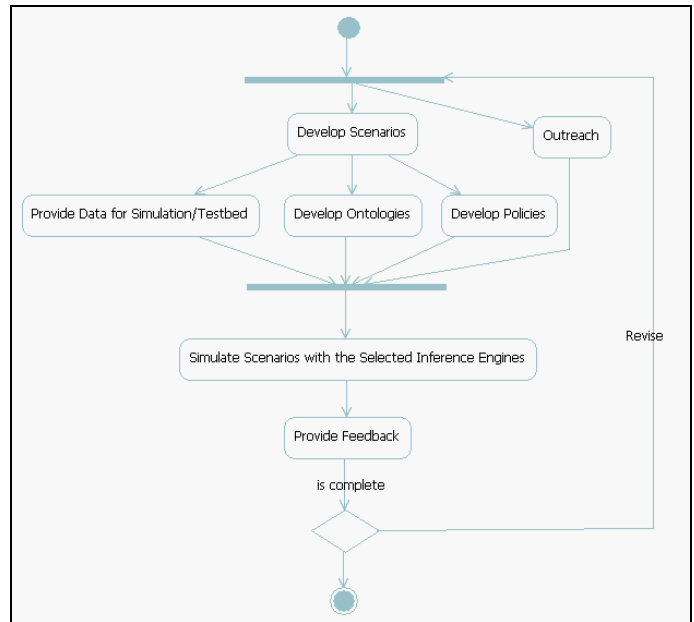 Develop Scenarios
Outreach
Provide Data for Simulation/Testbed
Develop Ontologies
Develop Policies
Revise
Simulate Scenarios with the Selected Inference Engines
Provide Feedback
is complete